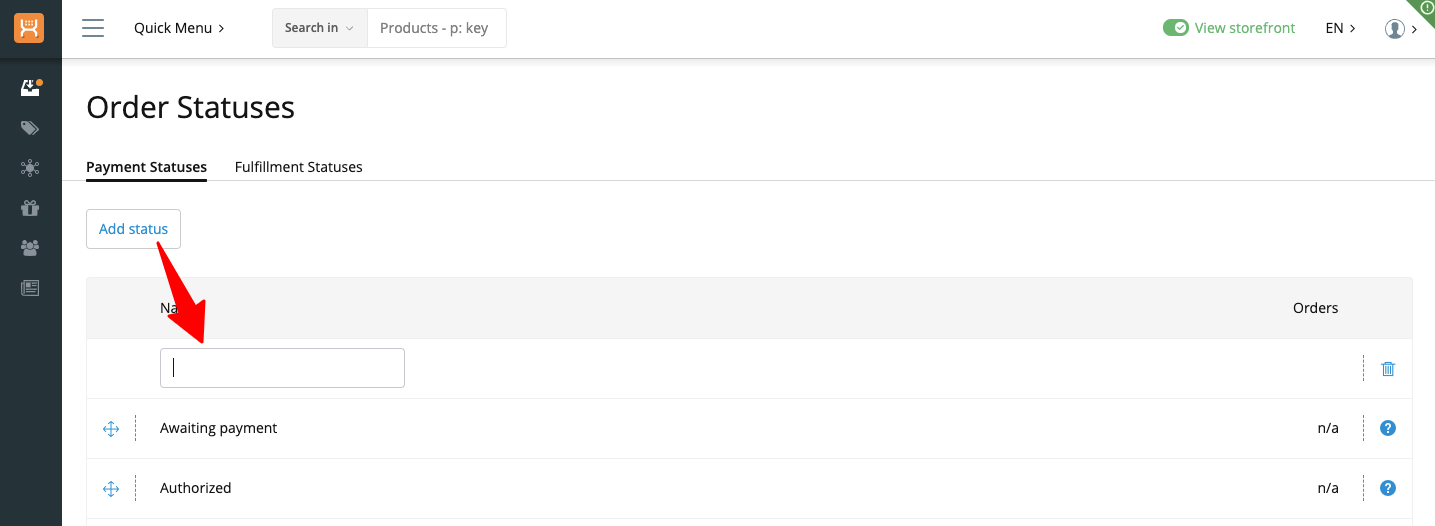 Quick Menu
Search in
Products - p: key
View storefront
EN
Order Statuses
Payment Statuses
Fulfillment Statuses
Add status
Na
Orders
Awaiting payment
n/a
?
Authorized
n/a
?